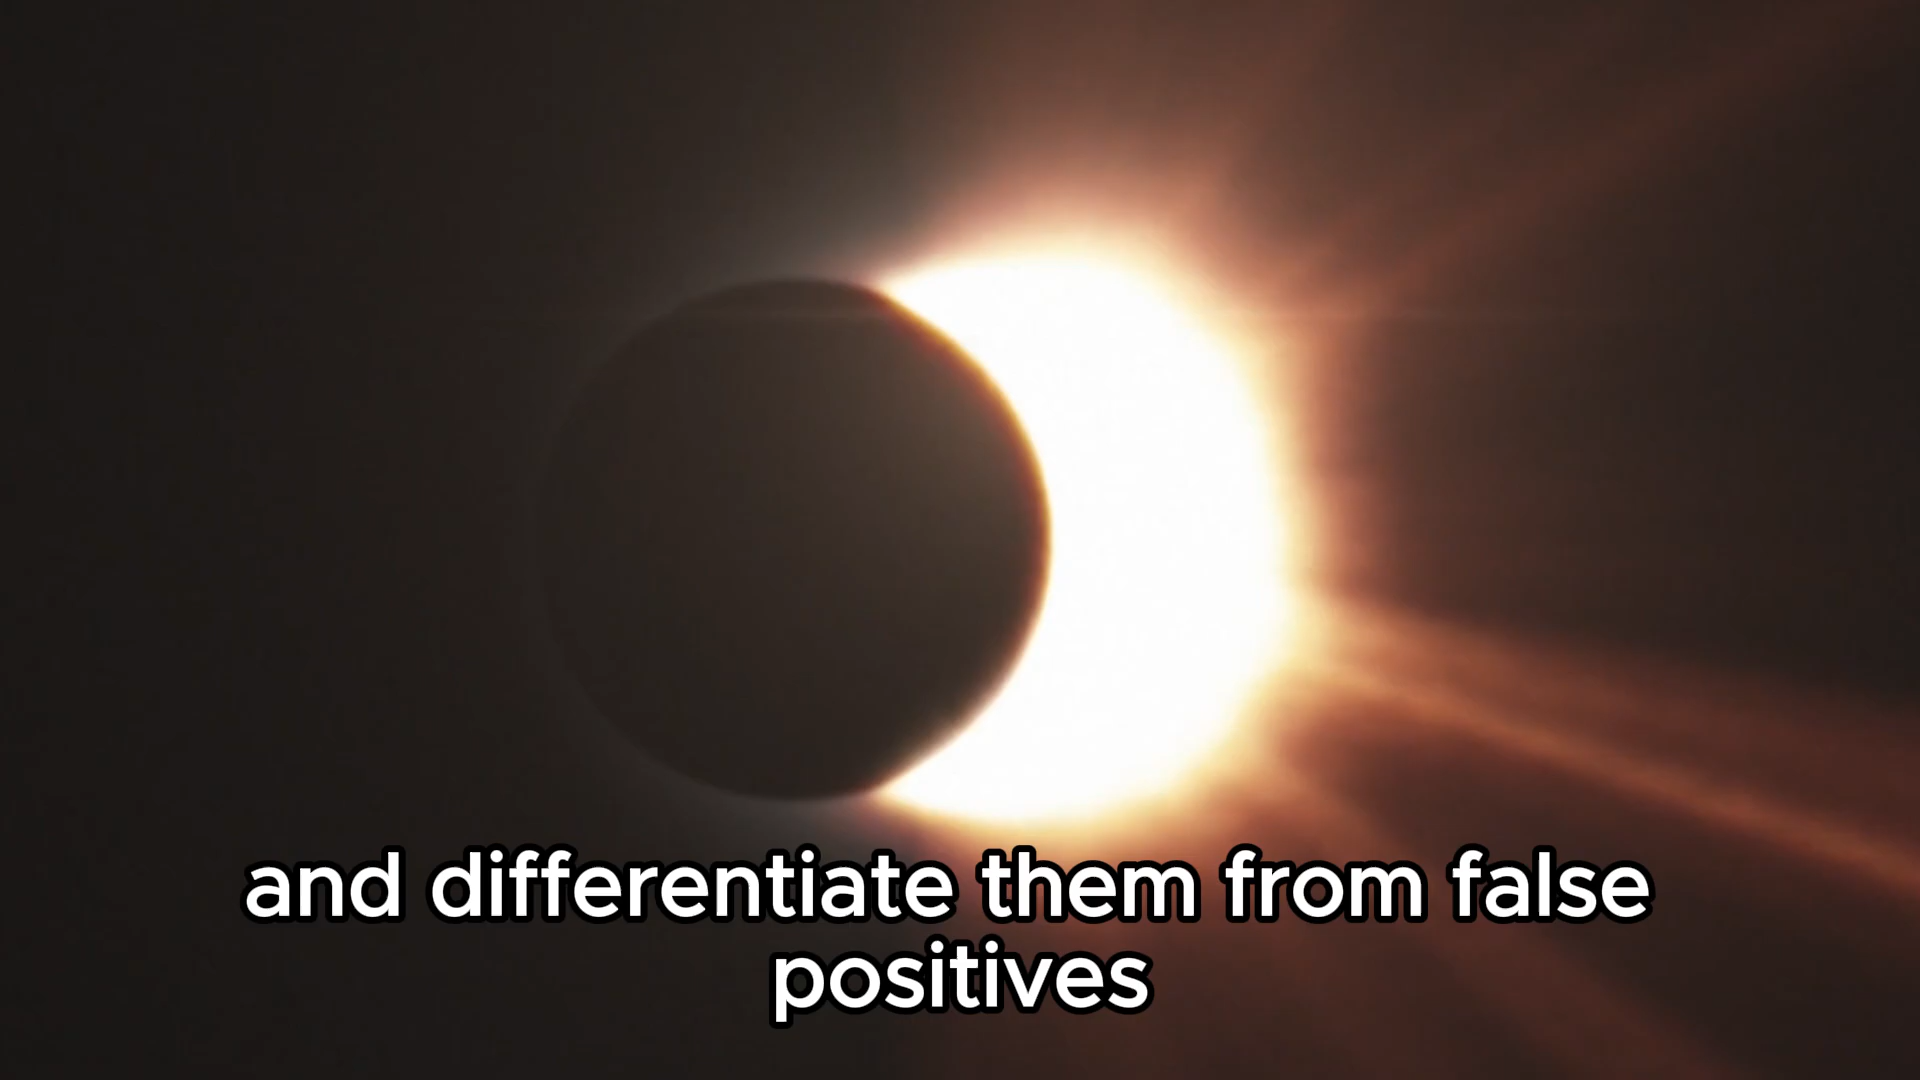 and differentiate them from false
positives